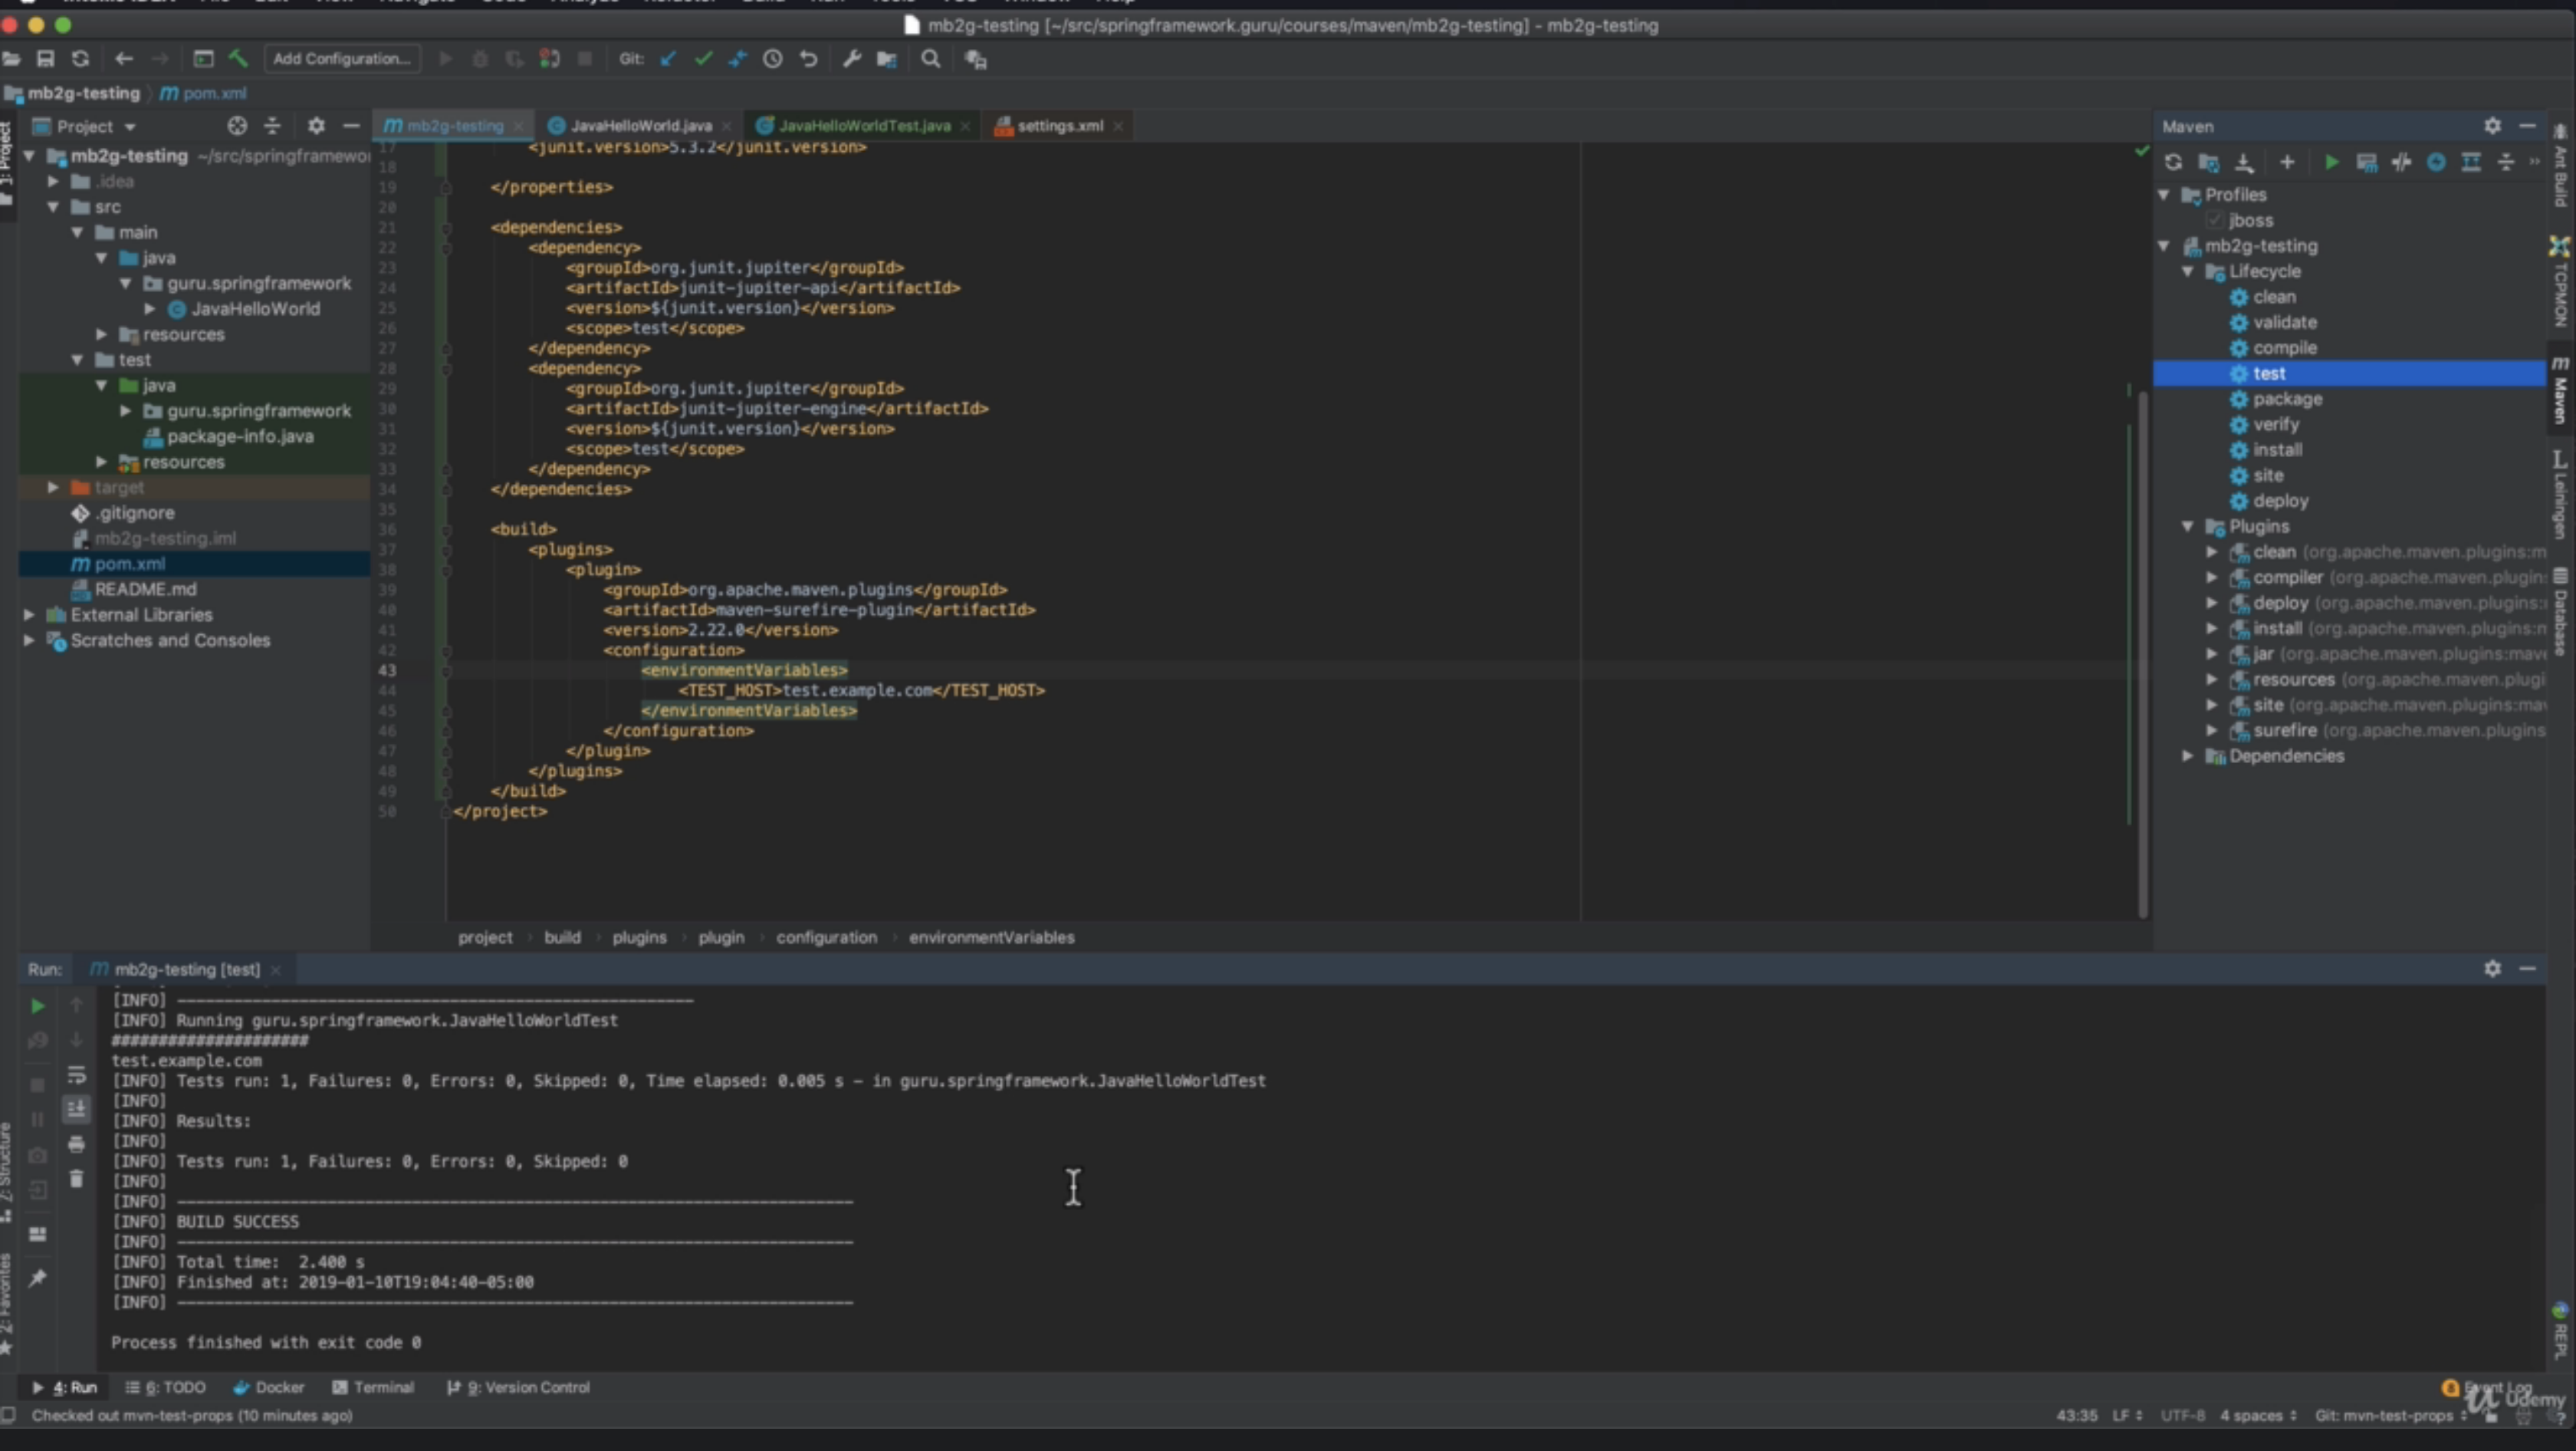 mb2g-testing [~/src/springframework.guru/courses/maven/mb2g-testing] - mb2g-testing
Add Configuration...
Git:
mb2g-testing
pom.xml
Project
mb2g-testing
JavaHelloWorld.java
JavaHelloWorldTest.java
settings.xml
Maven
1: Project
mb2g-testing ~/src/springframewo
.idea
src
main
java
guru.springframework
JavaHelloWorld
resources
test
java
guru.springframework
package-info.java
resources
target
.gitignore
mb2g-testing.iml
pom.xml
README.md
External Libraries
Scratches and Consoles
17 <junit.version>5.3.2</junit.version>
18
19 </properties>
20
21 <dependencies>
22 <dependency>
23 <groupId>org.junit.jupiter</groupId>
24 <artifactId>junit-jupiter-api</artifactId>
25 <version>${junit.version}</version>
26 <scope>test</scope>
27 </dependency>
28 <dependency>
29 <groupId>org.junit.jupiter</groupId>
30 <artifactId>junit-jupiter-engine</artifactId>
31 <version>${junit.version}</version>
32 <scope>test</scope>
33 </dependency>
34 </dependencies>
35
36 <build>
37 <plugins>
38 <plugin>
39 <groupId>org.apache.maven.plugins</groupId>
40 <artifactId>maven-surefire-plugin</artifactId>
41 <version>2.22.0</version>
42 <configuration>
43 <environmentVariables>
44 <TEST_HOST>test.example.com</TEST_HOST>
45 </environmentVariables>
46 </configuration>
47 </plugin>
48 </plugins>
49 </build>
50 </project>
project
build
plugins
plugin
configuration
environmentVariables
Profiles
jboss
mb2g-testing
Lifecycle
clean
validate
compile
test
package
verify
install
site
deploy
Plugins
clean (org.apache.maven.plugins:m
compiler (org.apache.maven.plugin
deploy (org.apache.maven.plugins:
install (org.apache.maven.plugins:m
jar (org.apache.maven.plugins:mav
resources (org.apache.maven.plugi
site (org.apache.maven.plugins:mav
surefire (org.apache.maven.plugins
Dependencies
Ant Build
TCPMON
Maven
Leiningen
Database
REPL
Run:
mb2g-testing [test]
[INFO] -------------------------------------------------------
[INFO] Running guru.springframework.JavaHelloWorldTest
#####################
test.example.com
[INFO] Tests run: 1, Failures: 0, Errors: 0, Skipped: 0, Time elapsed: 0.005 s - in guru.springframework.JavaHelloWorldTest
[INFO]
[INFO] Results:
[INFO]
[INFO] Tests run: 1, Failures: 0, Errors: 0, Skipped: 0
[INFO]
[INFO] ------------------------------------------------------------------------
[INFO] BUILD SUCCESS
[INFO] ------------------------------------------------------------------------
[INFO] Total time:  2.400 s
[INFO] Finished at: 2019-01-10T19:04:40-05:00
[INFO] ------------------------------------------------------------------------
Process finished with exit code 0
Z: Structure
2: Favorites
4: Run
6: TODO
Docker
Terminal
9: Version Control
Event Log
Udemy
Checked out mvn-test-props (10 minutes ago)
43:35
LF
UTF-8
4 spaces
Git: mvn-test-props